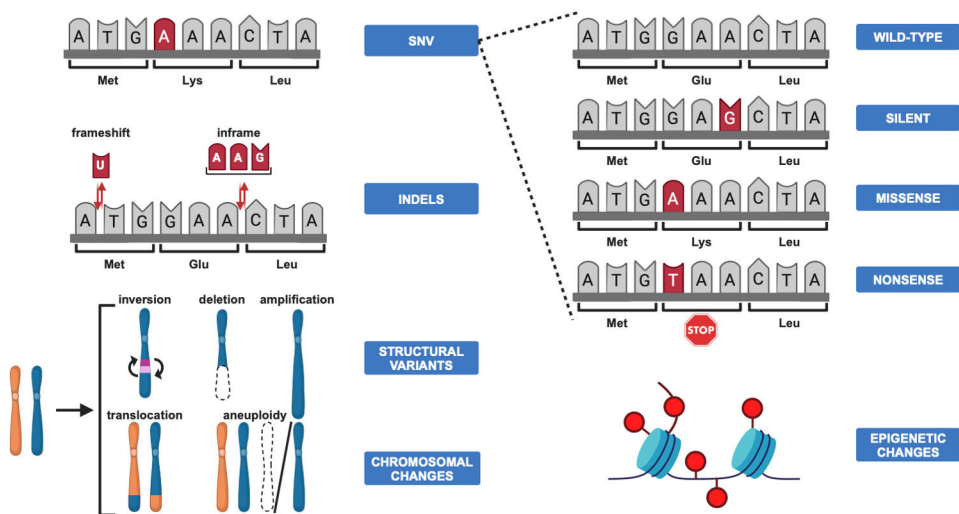 A T G A A A C T A
Met Lys Leu
SNV
frameshift
inframe
U
A A G
A T G G A A C T A
Met Glu Leu
INDELS
inversion deletion amplification
STRUCTURAL
VARIANTS
translocation aneuploidy
CHROMOSOMAL
CHANGES
A T G G A A C T A
Met Glu Leu
WILD-TYPE
A T G G A G C T A
Met Glu Leu
SILENT
A T G A A A C T A
Met Lys Leu
MISSENSE
A T G T A A C T A
Met Leu
STOP
NONSENSE
EPIGENETIC
CHANGES